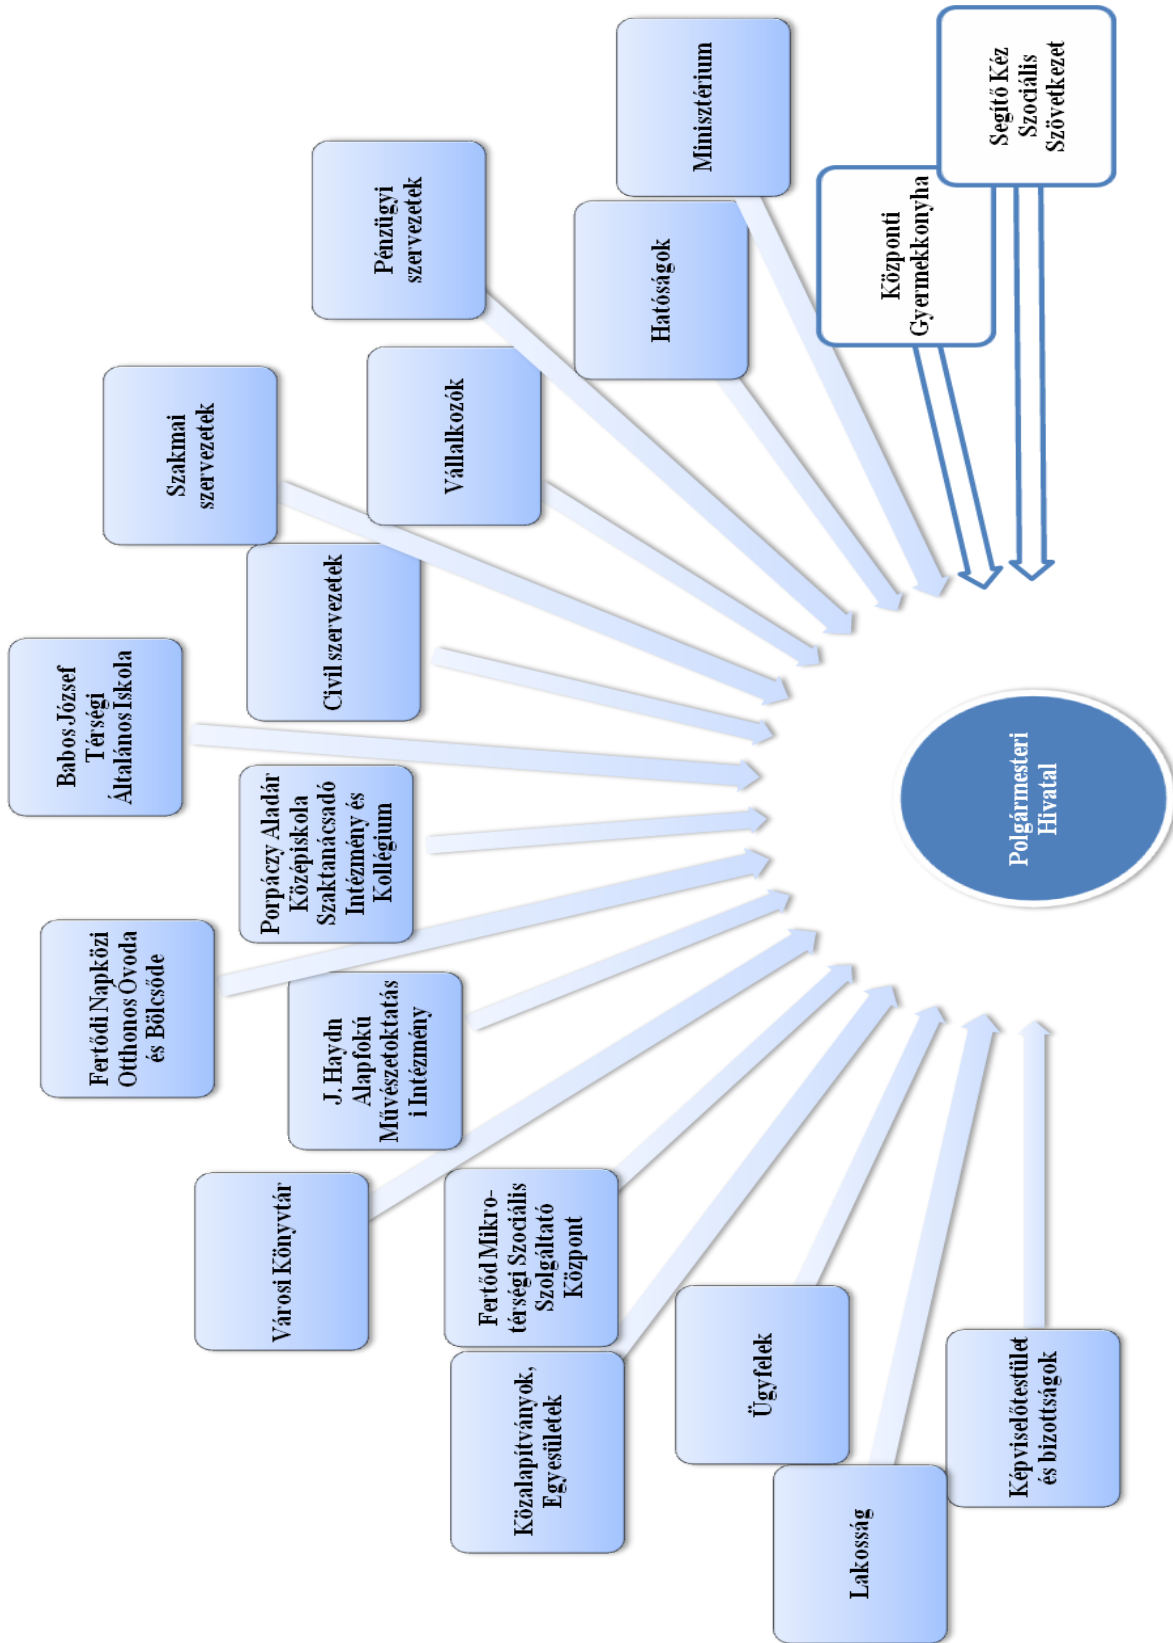 Képviselőtestület
és bizottságok
Lakosság
Ügyfelek
Közalapítványok,
Egyesületek
Fertőd Mikro-
térségi Szociális
Szolgáltató
Központ
Városi Könyvtár
J. Haydn
Alapfokú
Művészetoktatás
i Intézmény
Fertődi Napközi
Otthonos Óvoda
és Bölcsőde
Porpáczy Aladár
Középiskola
Szaktanácsadó
Intézmény és
Kollégium
Babos József
Térségi
Általános Iskola
Civil szervezetek
Szakmai
szervezetek
Vállalkozók
Pénzügyi
szervezetek
Hatóságok
Minisztérium
Központi
Gyermekkonyha
Segítő Kéz
Szociális
Szövetkezet
Polgármesteri
Hivatal